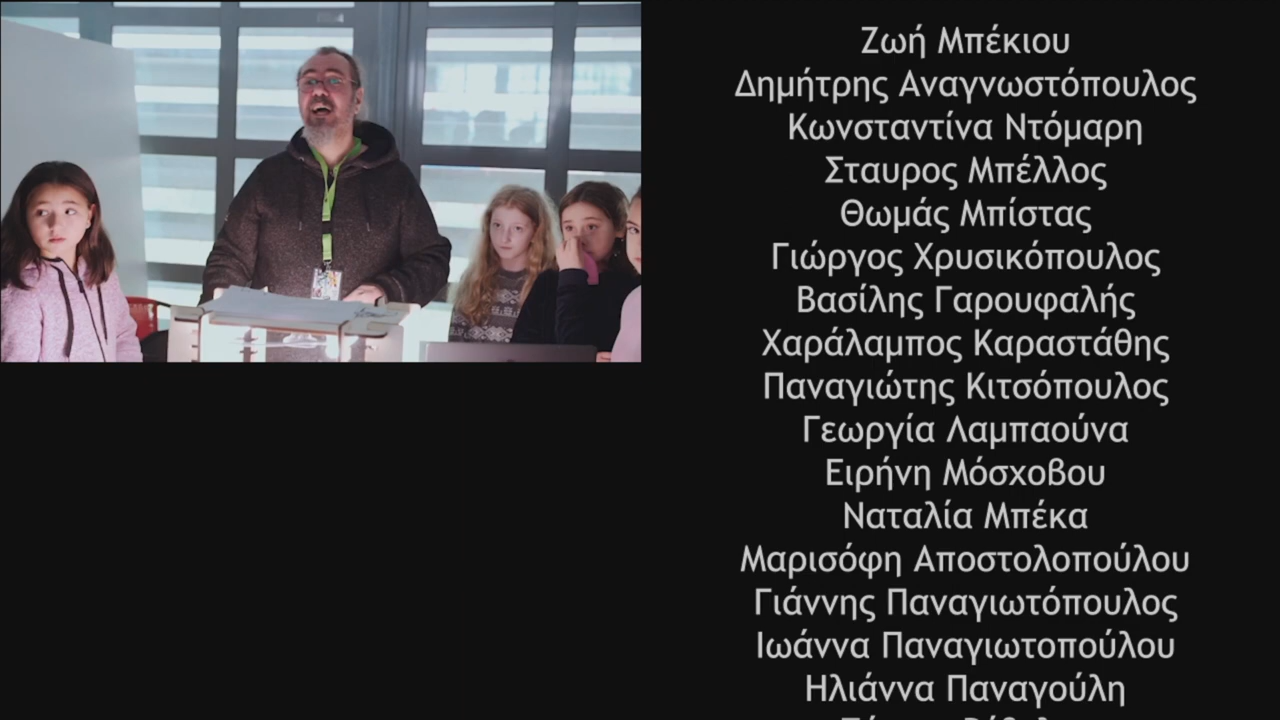 Ζωή Μπέκιου
Δημήτρης Αναγνωστόπουλος
Κωνσταντίνα Ντόμαρη
Σταυρος Μπέλλος
Θωμάς Μπίστας
Γιώργος Χρυσικόπουλος
Βασίλης Γαρουφαλής
Χαράλαμπος Καραστάθης
Παναγιώτης Κιτσόπουλος
Γεωργία Λαμπαούνα
Ειρήνη Μόσχοβου
Ναταλία Μπέκα
Μαρισόφη Αποστολοπούλου
Γιάννης Παναγιωτόπουλος
Ιωάννα Παναγιωτοπούλου
Ηλιάννα Παναγούλη